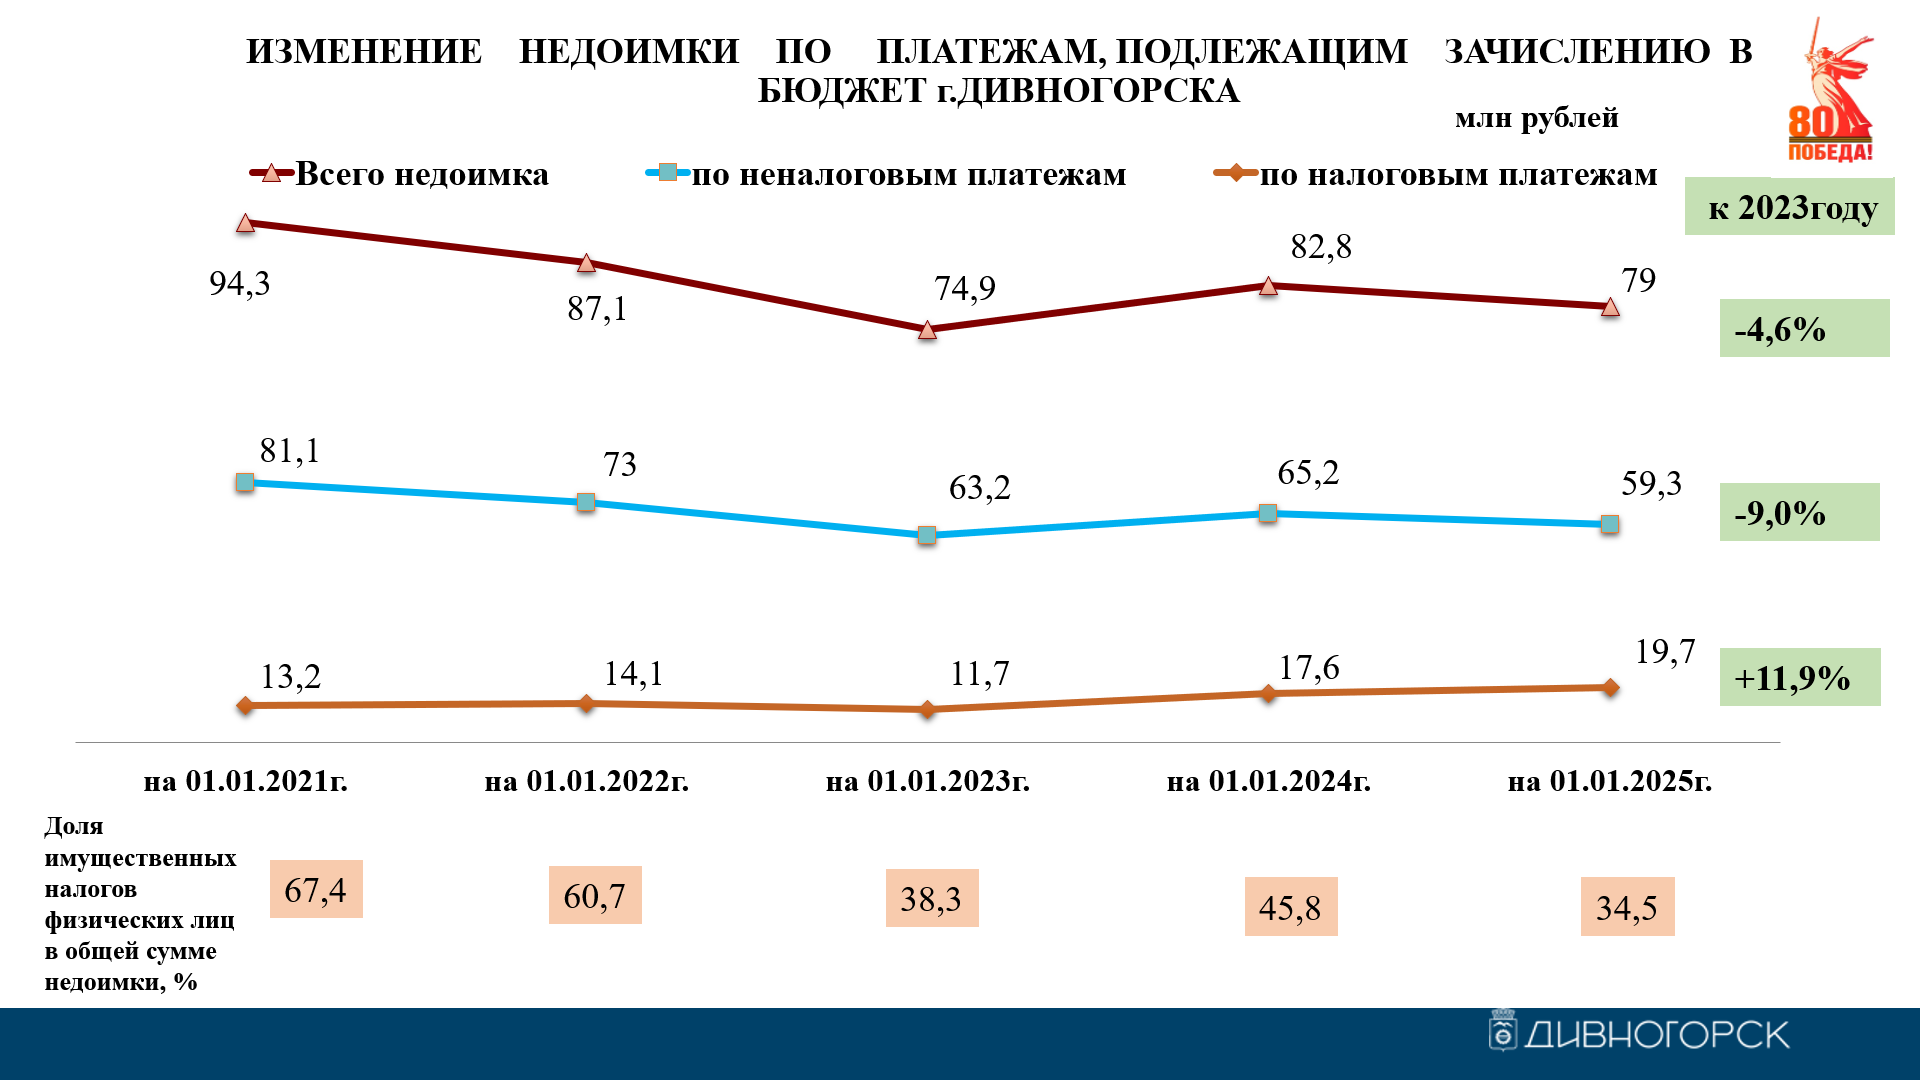 ИЗМЕНЕНИЕ НЕДОИМКИ ПО ПЛАТЕЖАМ, ПОДЛЕЖАЩИМ ЗАЧИСЛЕНИЮ В
БЮДЖЕТ г.ДИВНОГОРСКА
млн рублей
80
ПОБЕДА!
Всего недоимка
по неналоговым платежам
по налоговым платежам
к 2023году
94,3
87,1
74,9
82,8
79
-4,6%
81,1
73
63,2
65,2
59,3
-9,0%
13,2
14,1
11,7
17,6
19,7
+11,9%
на 01.01.2021г.
на 01.01.2022г.
на 01.01.2023г.
на 01.01.2024г.
на 01.01.2025г.
Доля
имущественных
налогов
физических лиц
в общей сумме
недоимки, %
67,4
60,7
38,3
45,8
34,5
ДИВНОГОРСК